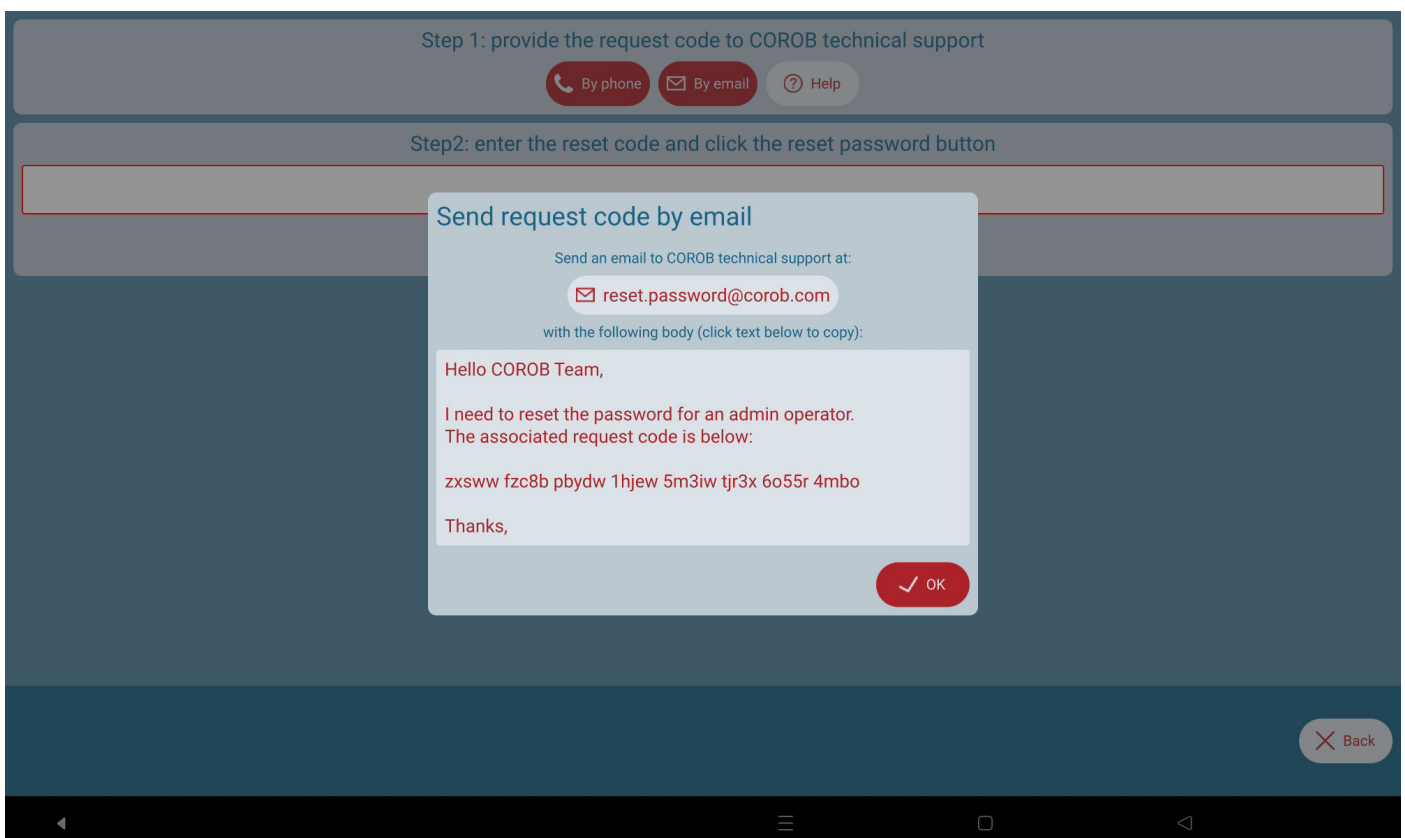 Step 1: provide the request code to COROB technical support
By phone
By email
Help
Step2: enter the reset code and click the reset password button
Send request code by email
Send an email to COROB technical support at:
reset.password@corob.com
with the following body (click text below to copy):
Hello COROB Team,
I need to reset the password for an admin operator.
The associated request code is below:
zxsww fzc8b pbydw 1hjew 5m3iw tjr3x 6o55r 4mbo
Thanks,
OK
Back